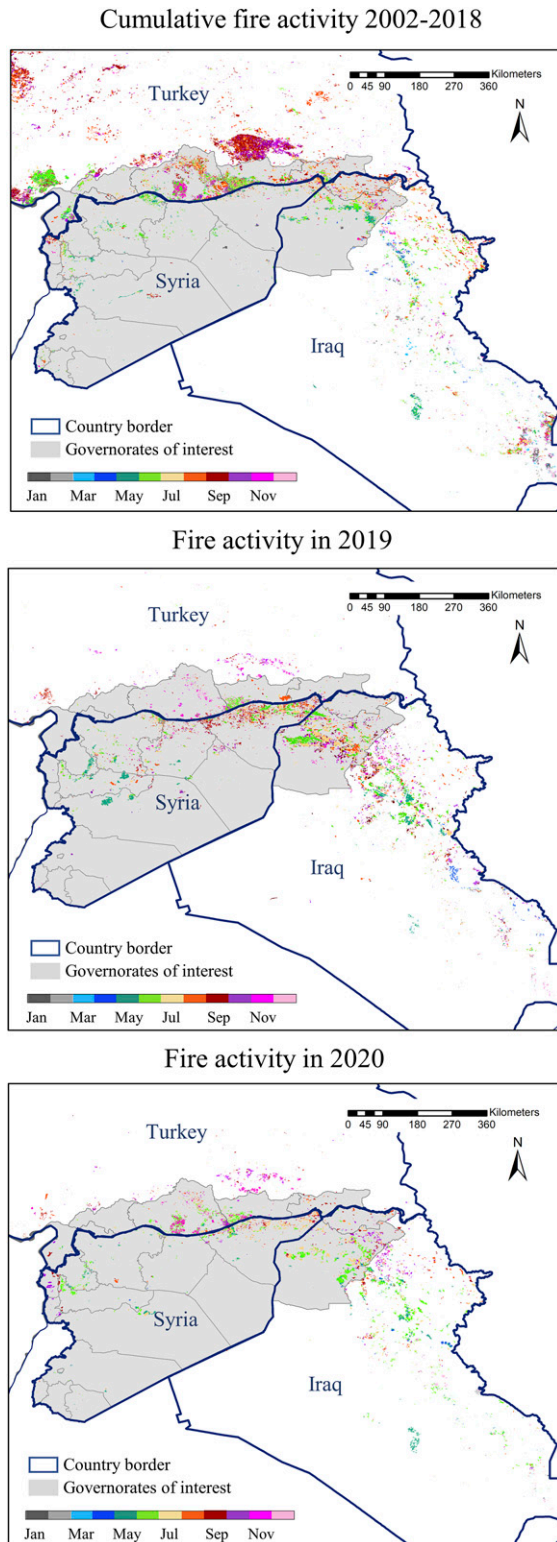 Cumulative fire activity 2002-2018
Kilometers
0 45 90 180 270 360
N
Turkey
Syria
Iraq
Country border
Governorates of interest
Jan Mar May Jul Sep Nov
Fire activity in 2019
Kilometers
0 45 90 180 270 360
N
Turkey
Syria
Iraq
Country border
Governorates of interest
Jan Mar May Jul Sep Nov
Fire activity in 2020
Kilometers
0 45 90 180 270 360
N
Turkey
Syria
Iraq
Country border
Governorates of interest
Jan Mar May Jul Sep Nov